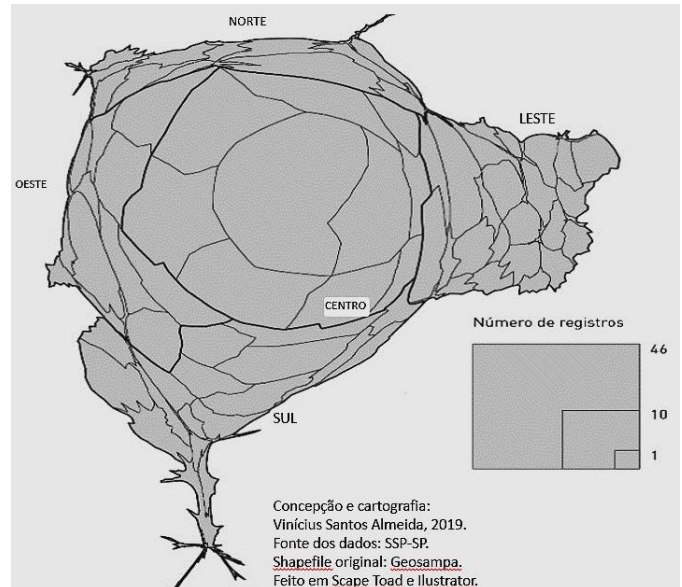 NORTE
LESTE
OESTE
CENTRO
Número de registros
46
10
1
SUL
Concepção e cartografia:
Vinícius Santos Almeida, 2019.
Fonte dos dados: SSP-SP.
Shapefile original: Geosampa.
Feito em Scape Toad e Ilustrator.